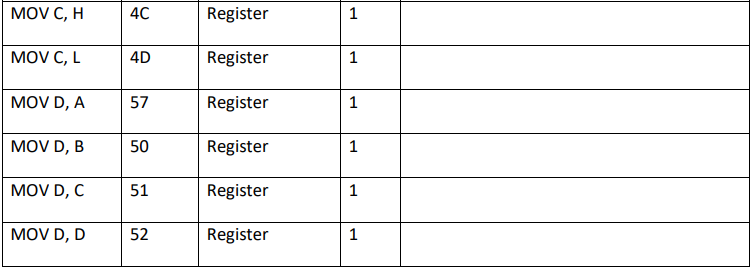 MOV C, H 4C Register 1
MOV C, L 4D Register 1
MOV D, A 57 Register 1
MOV D, B 50 Register 1
MOV D, C 51 Register 1
MOV D, D 52 Register 1